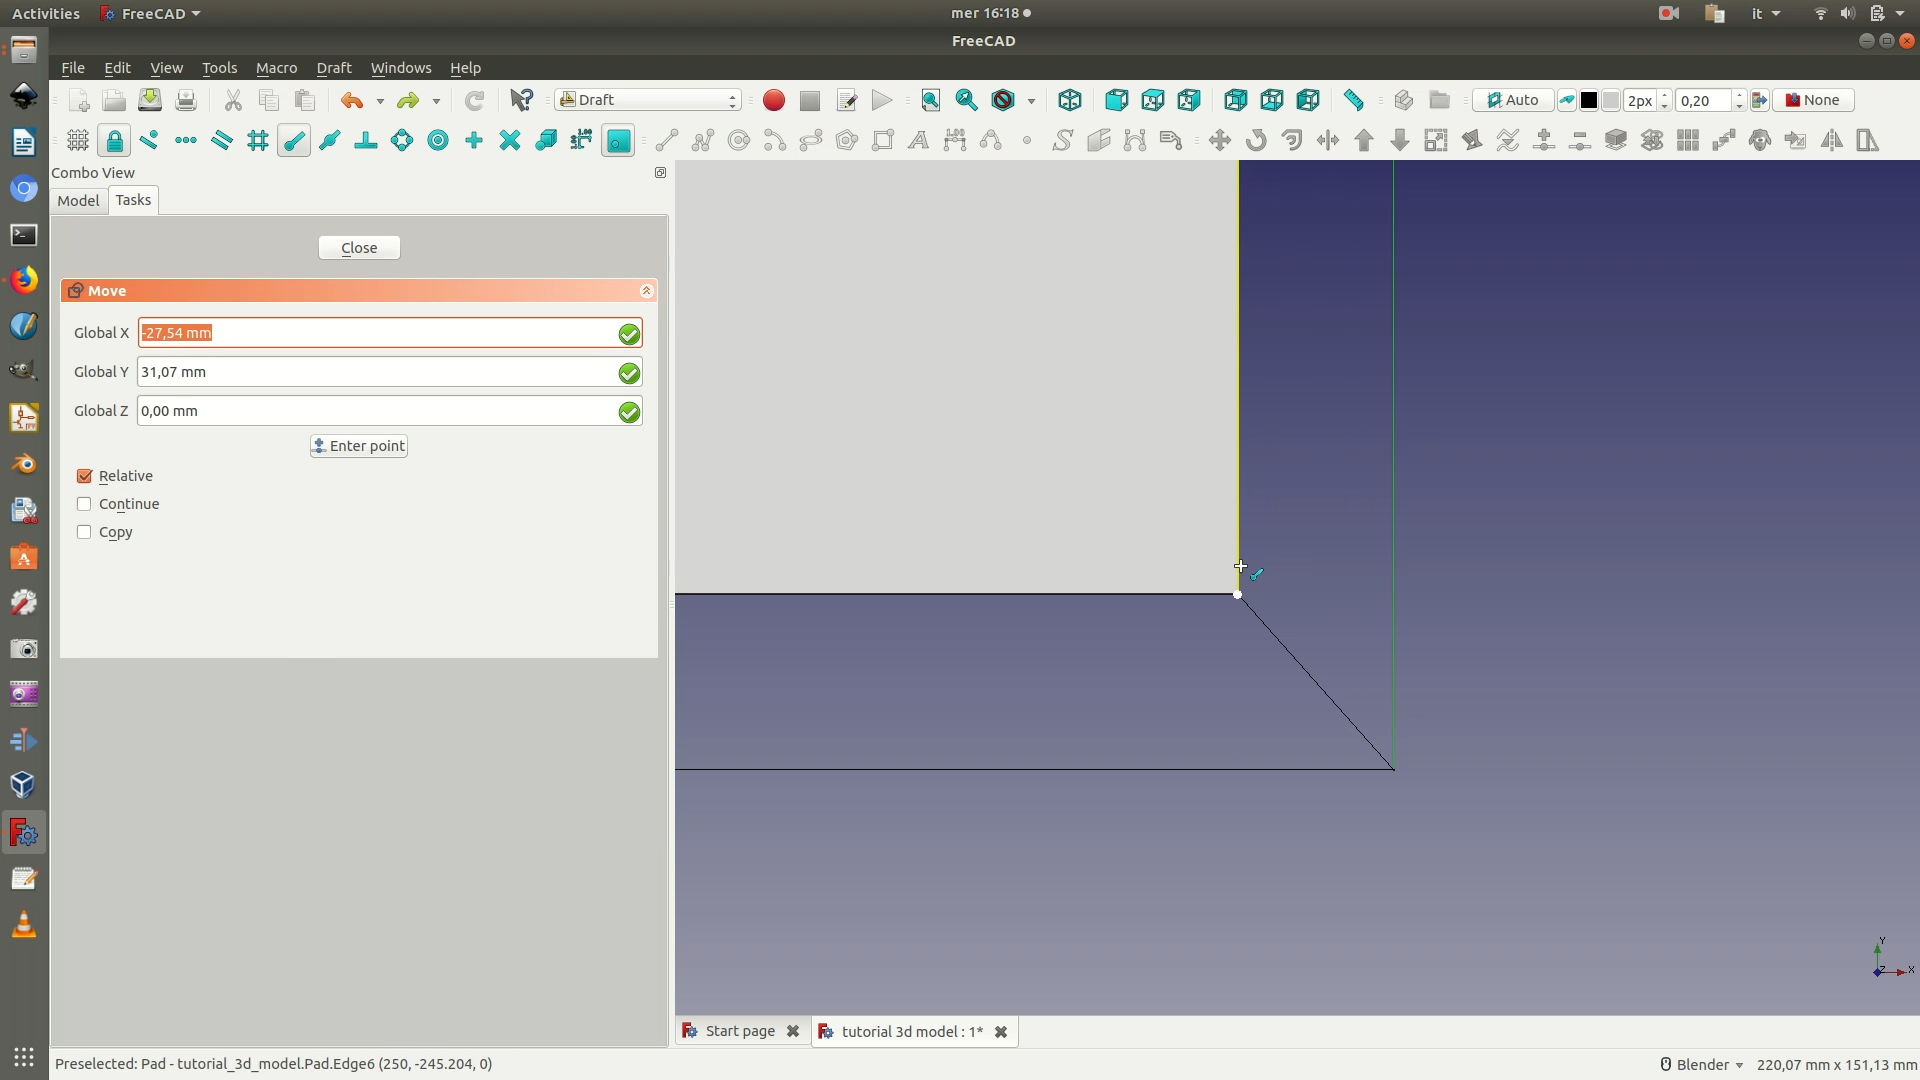 Activities FreeCAD mer 16:18 it
FreeCAD
File Edit View Tools Macro Draft Windows Help
Draft Auto 2px 0,20 None
Combo View
Model Tasks
Close
Move
Global X -27,54 mm
Global Y 31,07 mm
Global Z 0,00 mm
Enter point
Relative
Continue
Copy
Y
Z X
Start page tutorial 3d model : 1*
Preselected: Pad - tutorial_3d_model.Pad.Edge6 (250, -245.204, 0) Blender 220,07 mm x 151,13 mm